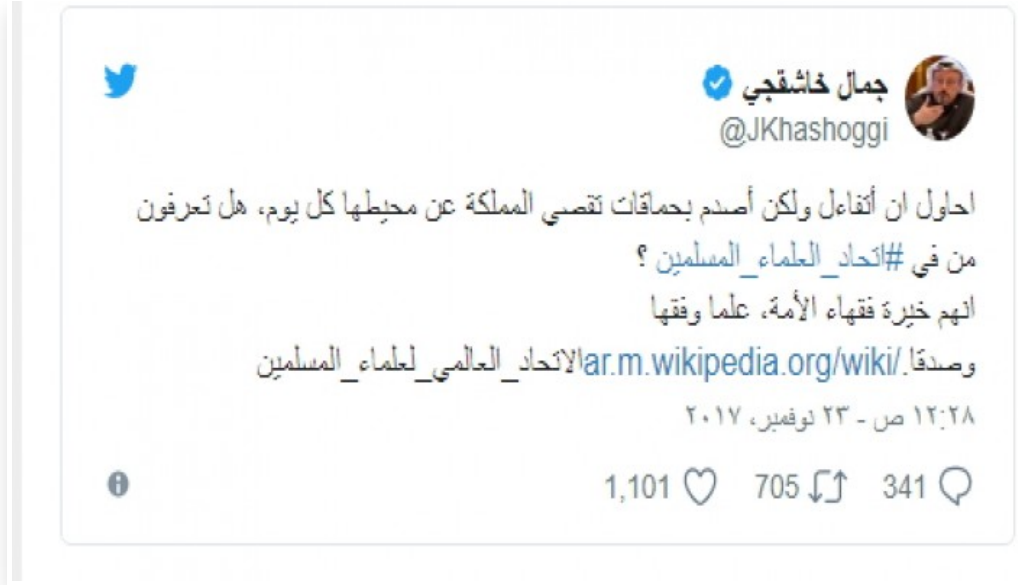 جمال خاشقجي
@JKhashoggi
احاول ان أتفاءل ولكن أصدم بحماقات تقصي المملكة عن محيطها كل يوم، هل تعرفون
من في #اتحاد_العلماء_المسلمين ؟
انهم خيرة فقهاء الأمة، علما وفقها
وصدقا./ar.m.wikipedia.org/wikiالاتحاد_العالمي_لعلماء_المسلمين
١٢:٢٨ ص - ٢٣ نوفمبر، ٢٠١٧
341 705 1,101